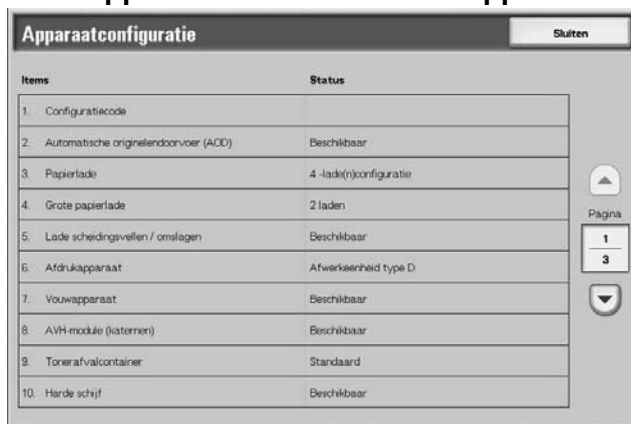 Apparaatconfiguratie
Sluiten
Items Status
1. Configuratiecode
2. Automatische originelendoorvoer (AOD) Beschikbaar
3. Papierlade 4 -lade(n)configuratie
4. Grote papierlade 2 laden
5. Lade scheidingsvellen / omslagen Beschikbaar
6. Afdrukapparaat Afwerkeenheid type D
7. Vouwapparaat Beschikbaar
8. AVH-module (katernen) Beschikbaar
9. Tonerafvalcontainer Standaard
10. Harde schijf Beschikbaar
Pagina
1
3